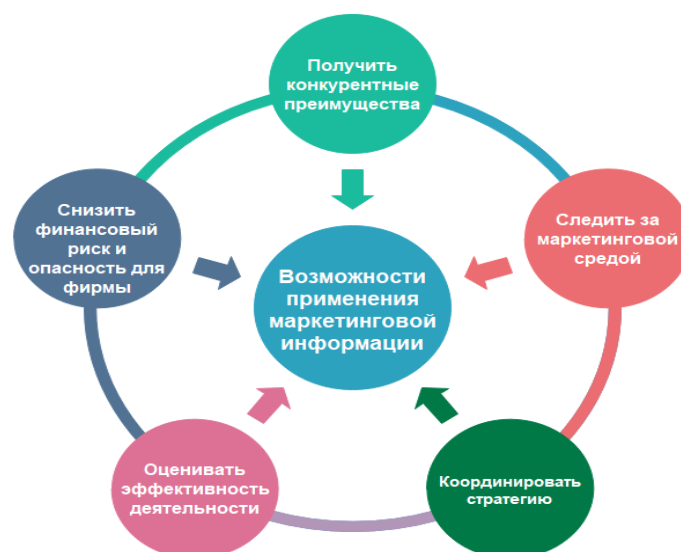 Получить
конкурентные
преимущества
Снизить
финансовый
риск и
опасность для
фирмы
Следить за
маркетинговой
средой
Возможности
применения
маркетинговой
информации
Оценивать
эффективность
деятельности
Координировать
стратегию